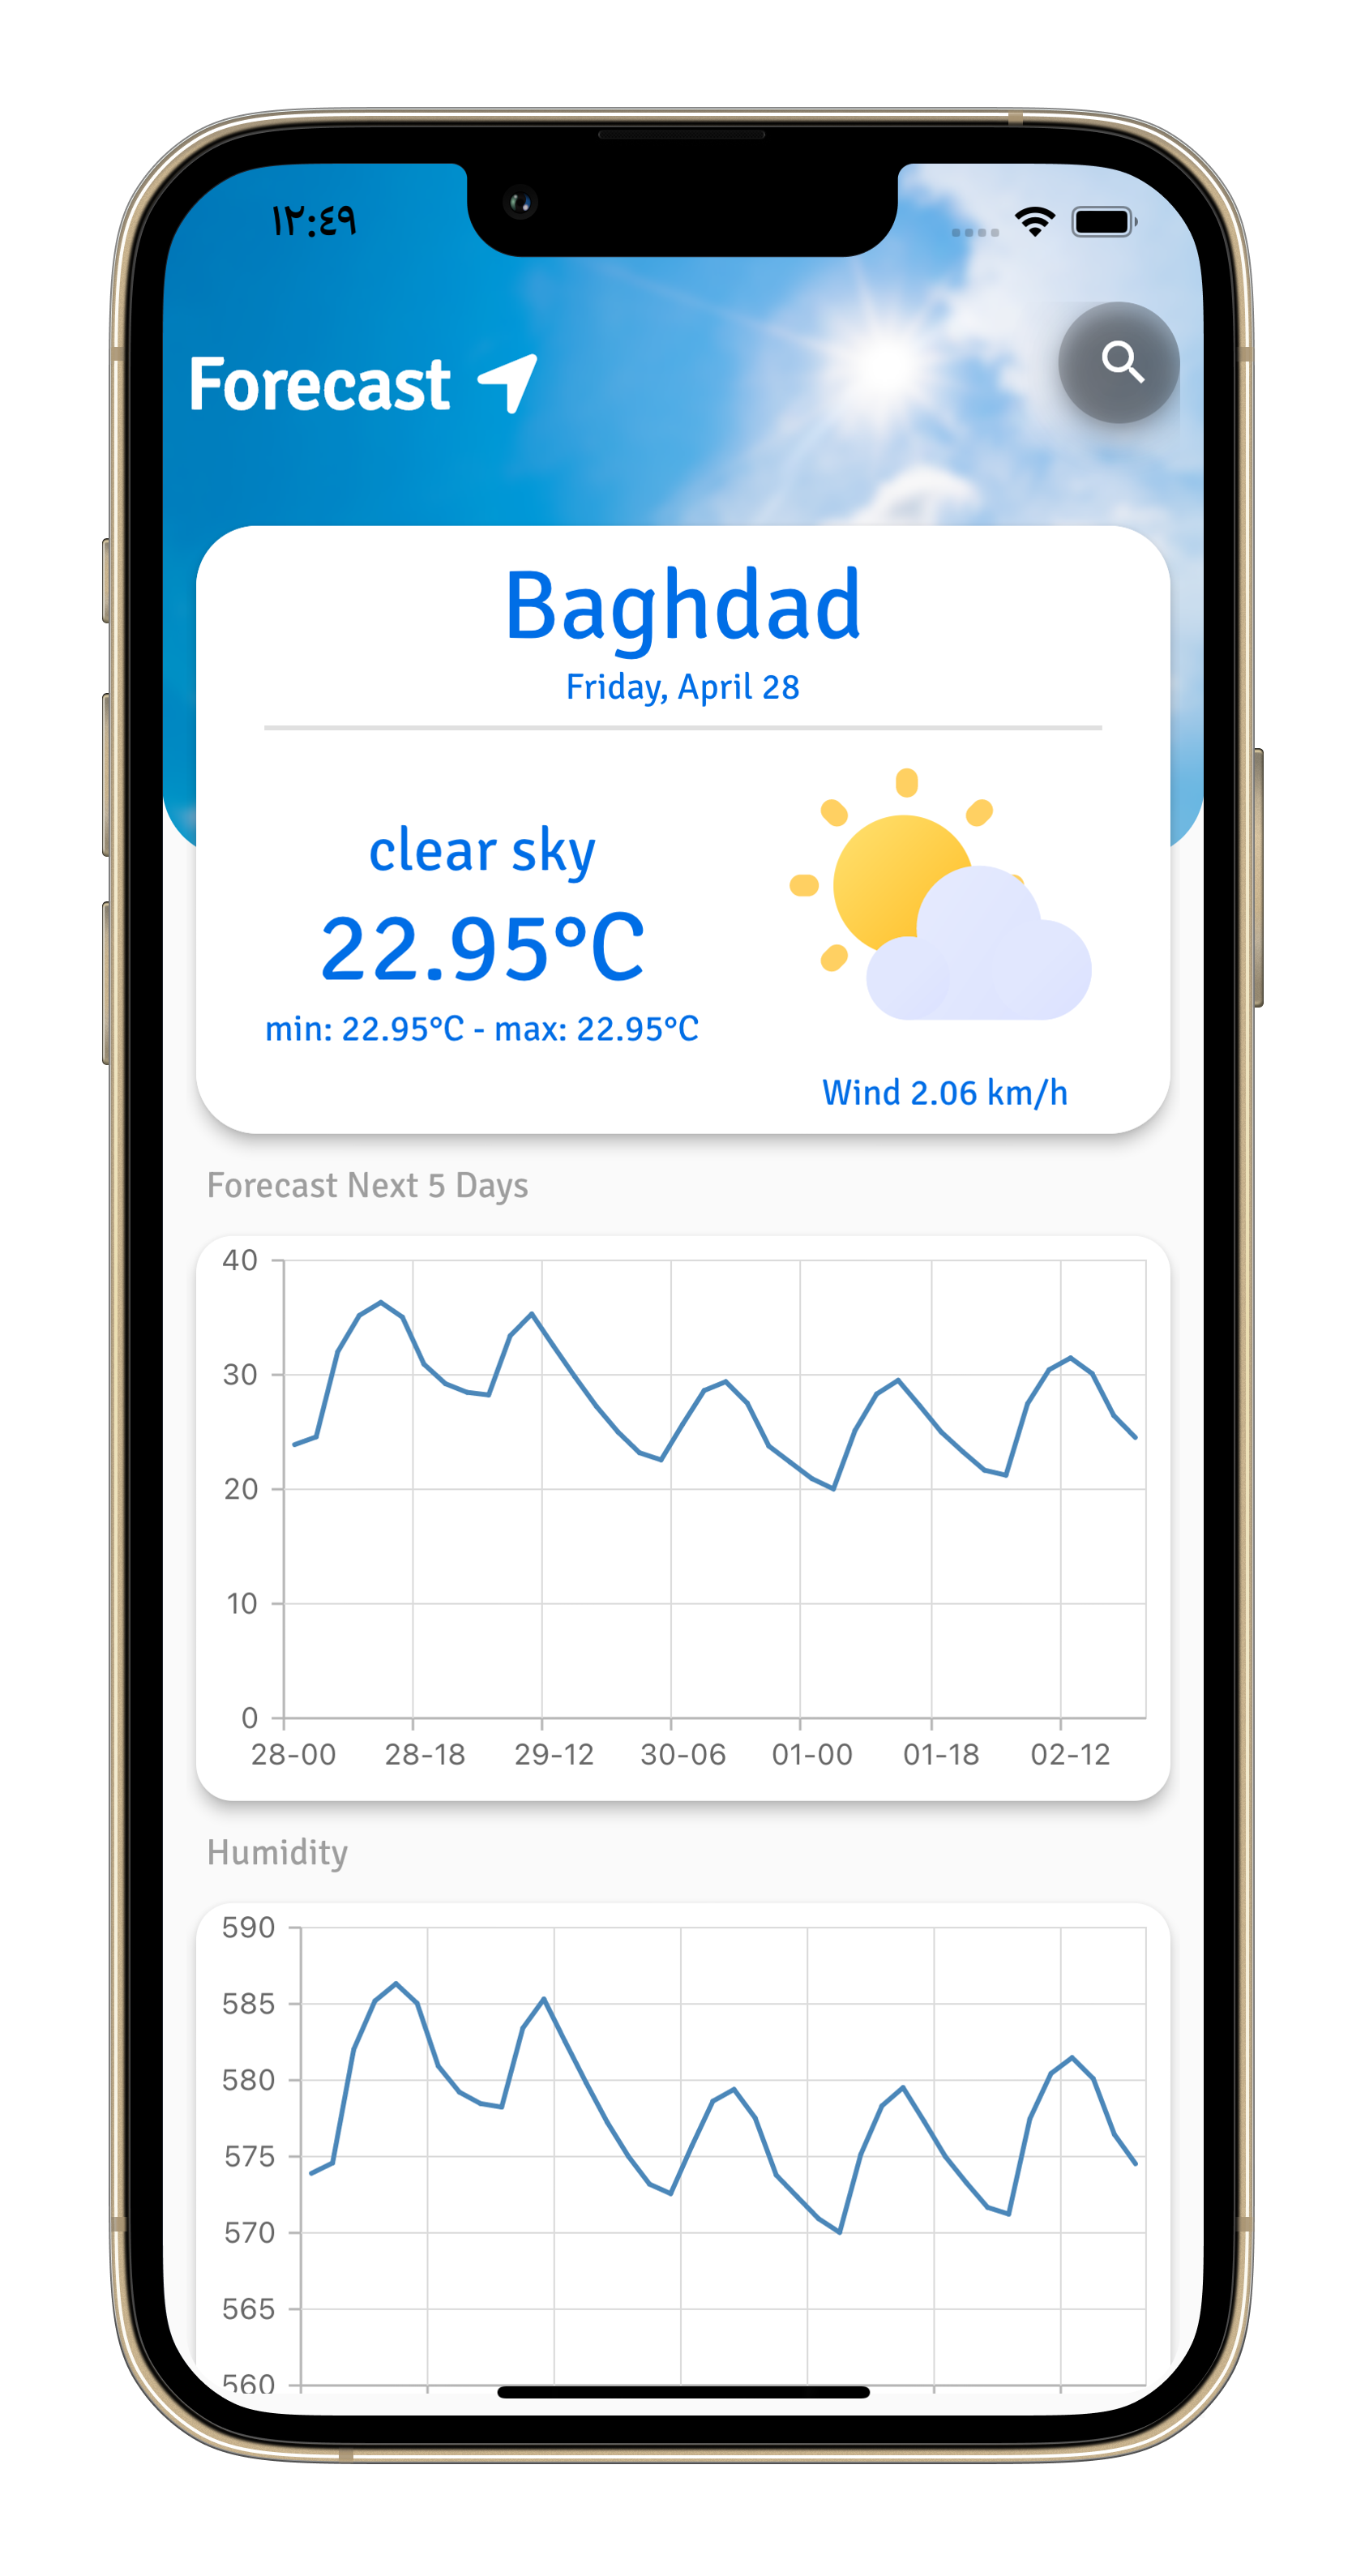 ١٢:٤٩
Forecast
Baghdad
Friday, April 28
clear sky
22.95°C
min: 22.95°C - max: 22.95°C
Wind 2.06 km/h
Forecast Next 5 Days
40
30
20
10
0
28-00 28-18 29-12 30-06 01-00 01-18 02-12
Humidity
590
585
580
575
570
565
560